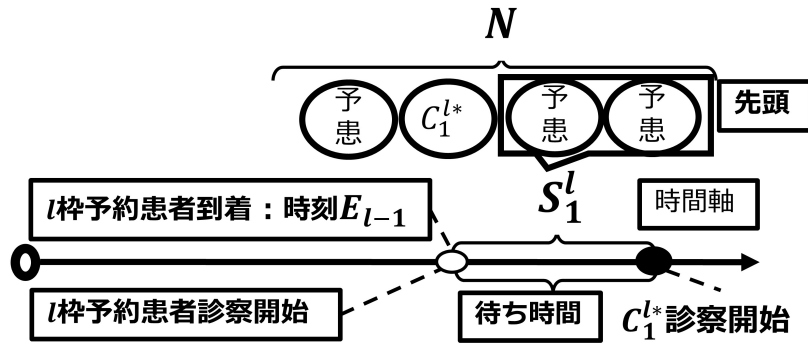 N
予患
C_1^{l*}
予患
予患
先頭
S_1^l
時間軸
l枠予約患者到着：時刻E_{l-1}
l枠予約患者診察開始
待ち時間
C_1^{l*}診察開始